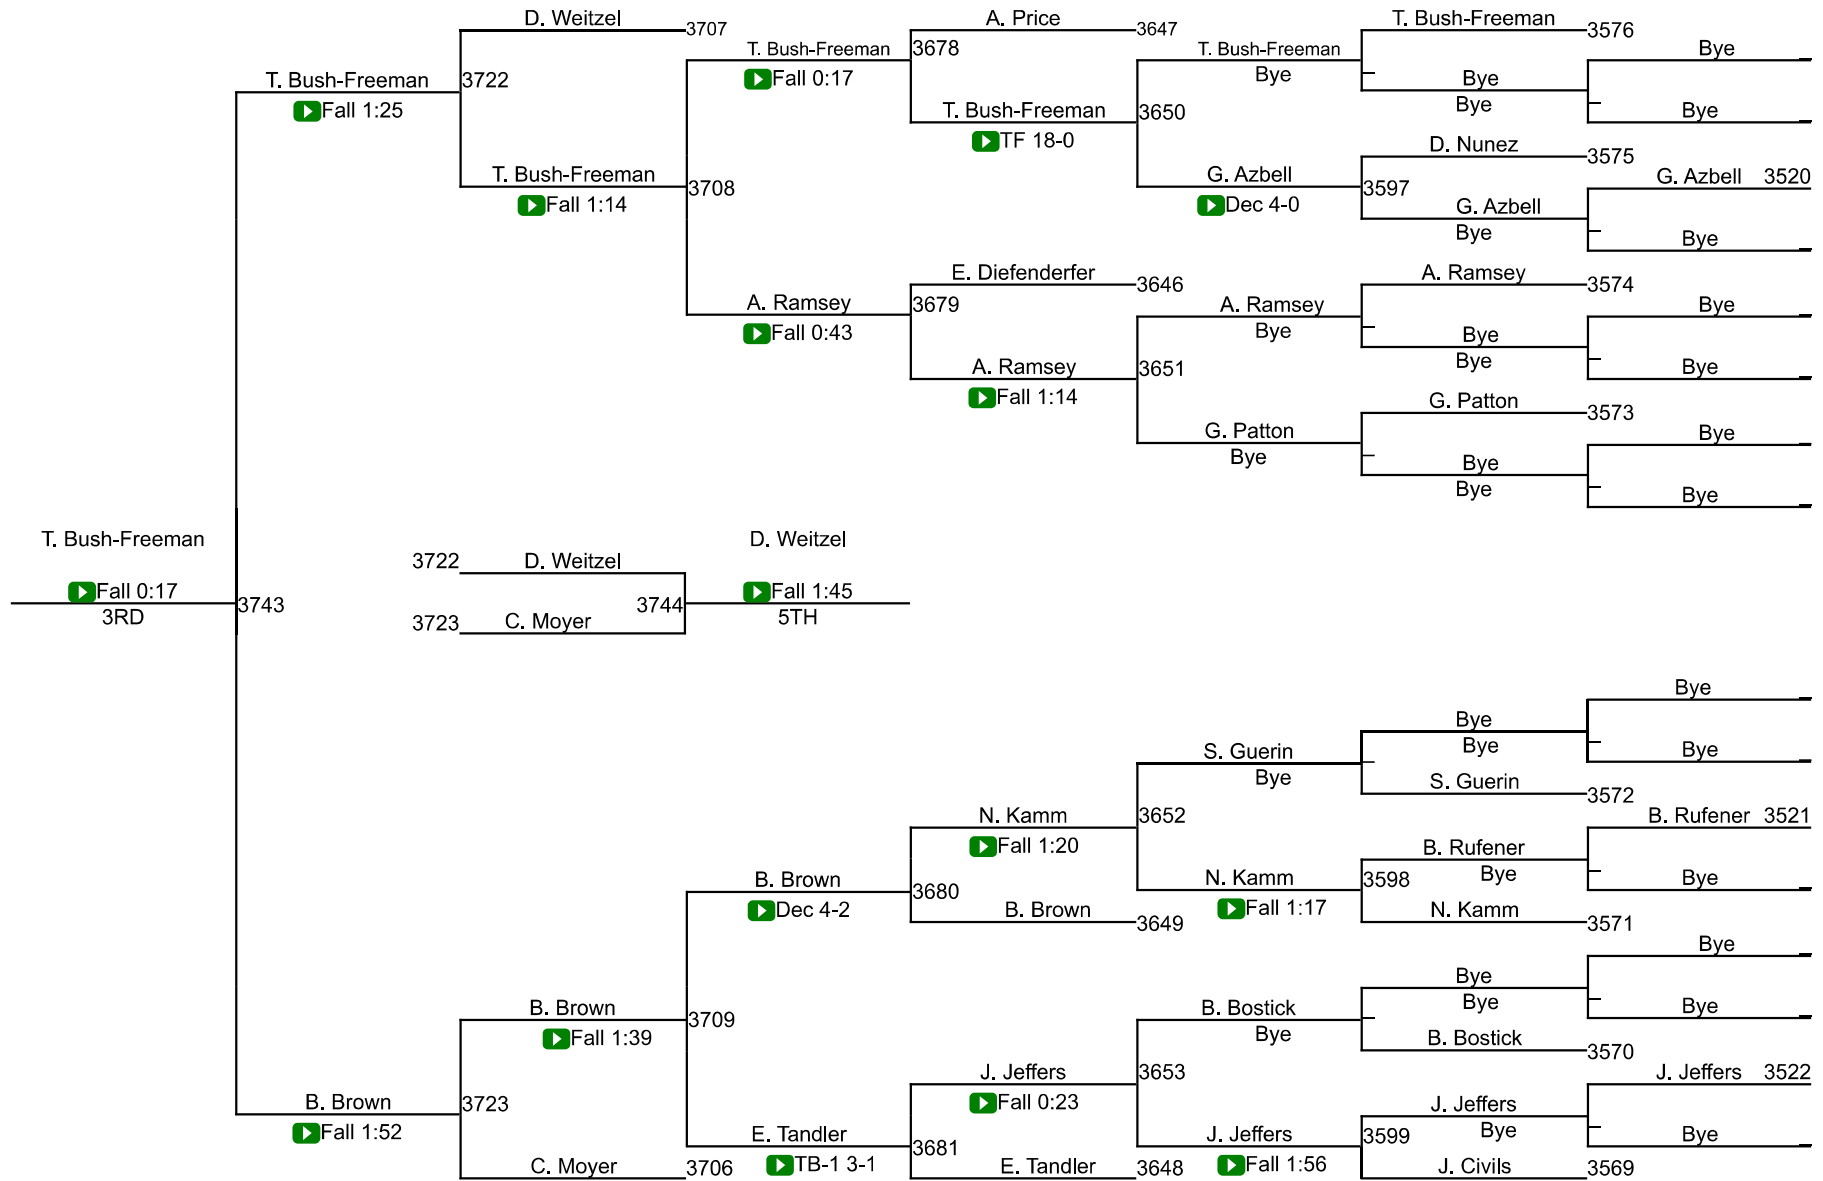 D. Weitzel
3707
A. Price
3647
T. Bush-Freeman
3576
Bye
T. Bush-Freeman
3678
T. Bush-Freeman
Bye
T. Bush-Freeman
3722
Fall 0:17
Bye
Bye
Fall 1:25
T. Bush-Freeman
3650
Bye
TF 18-0
D. Nunez
3575
T. Bush-Freeman
3708
G. Azbell
3597
G. Azbell 3520
Fall 1:14
Dec 4-0
G. Azbell
Bye
Bye
E. Diefenderfer
3646
A. Ramsey
3574
A. Ramsey
3679
A. Ramsey
Bye
Fall 0:43
Bye
Bye
Bye
A. Ramsey
3651
Bye
Fall 1:14
G. Patton
3573
G. Patton
Bye
Bye
Bye
Bye
Bye
T. Bush-Freeman
D. Weitzel
3722
D. Weitzel
Fall 0:17
3743
3744
Fall 1:45
3RD
3723
C. Moyer
5TH
Bye
Bye
S. Guerin
Bye
Bye
Bye
S. Guerin
3572
N. Kamm
3652
B. Rufener 3521
Fall 1:20
B. Rufener
B. Brown
3680
N. Kamm
3598
Bye
Bye
Dec 4-2
B. Brown
3649
Fall 1:17
N. Kamm
3571
Bye
Bye
B. Brown
3709
B. Bostick
Bye
Bye
Fall 1:39
Bye
B. Bostick
3570
J. Jeffers
3653
J. Jeffers 3522
B. Brown
3723
Fall 0:23
J. Jeffers
Fall 1:52
E. Tandler
3681
J. Jeffers
3599
Bye
Bye
C. Moyer
3706
TB-1 3-1
E. Tandler
3648
Fall 1:56
J. Civils
3569